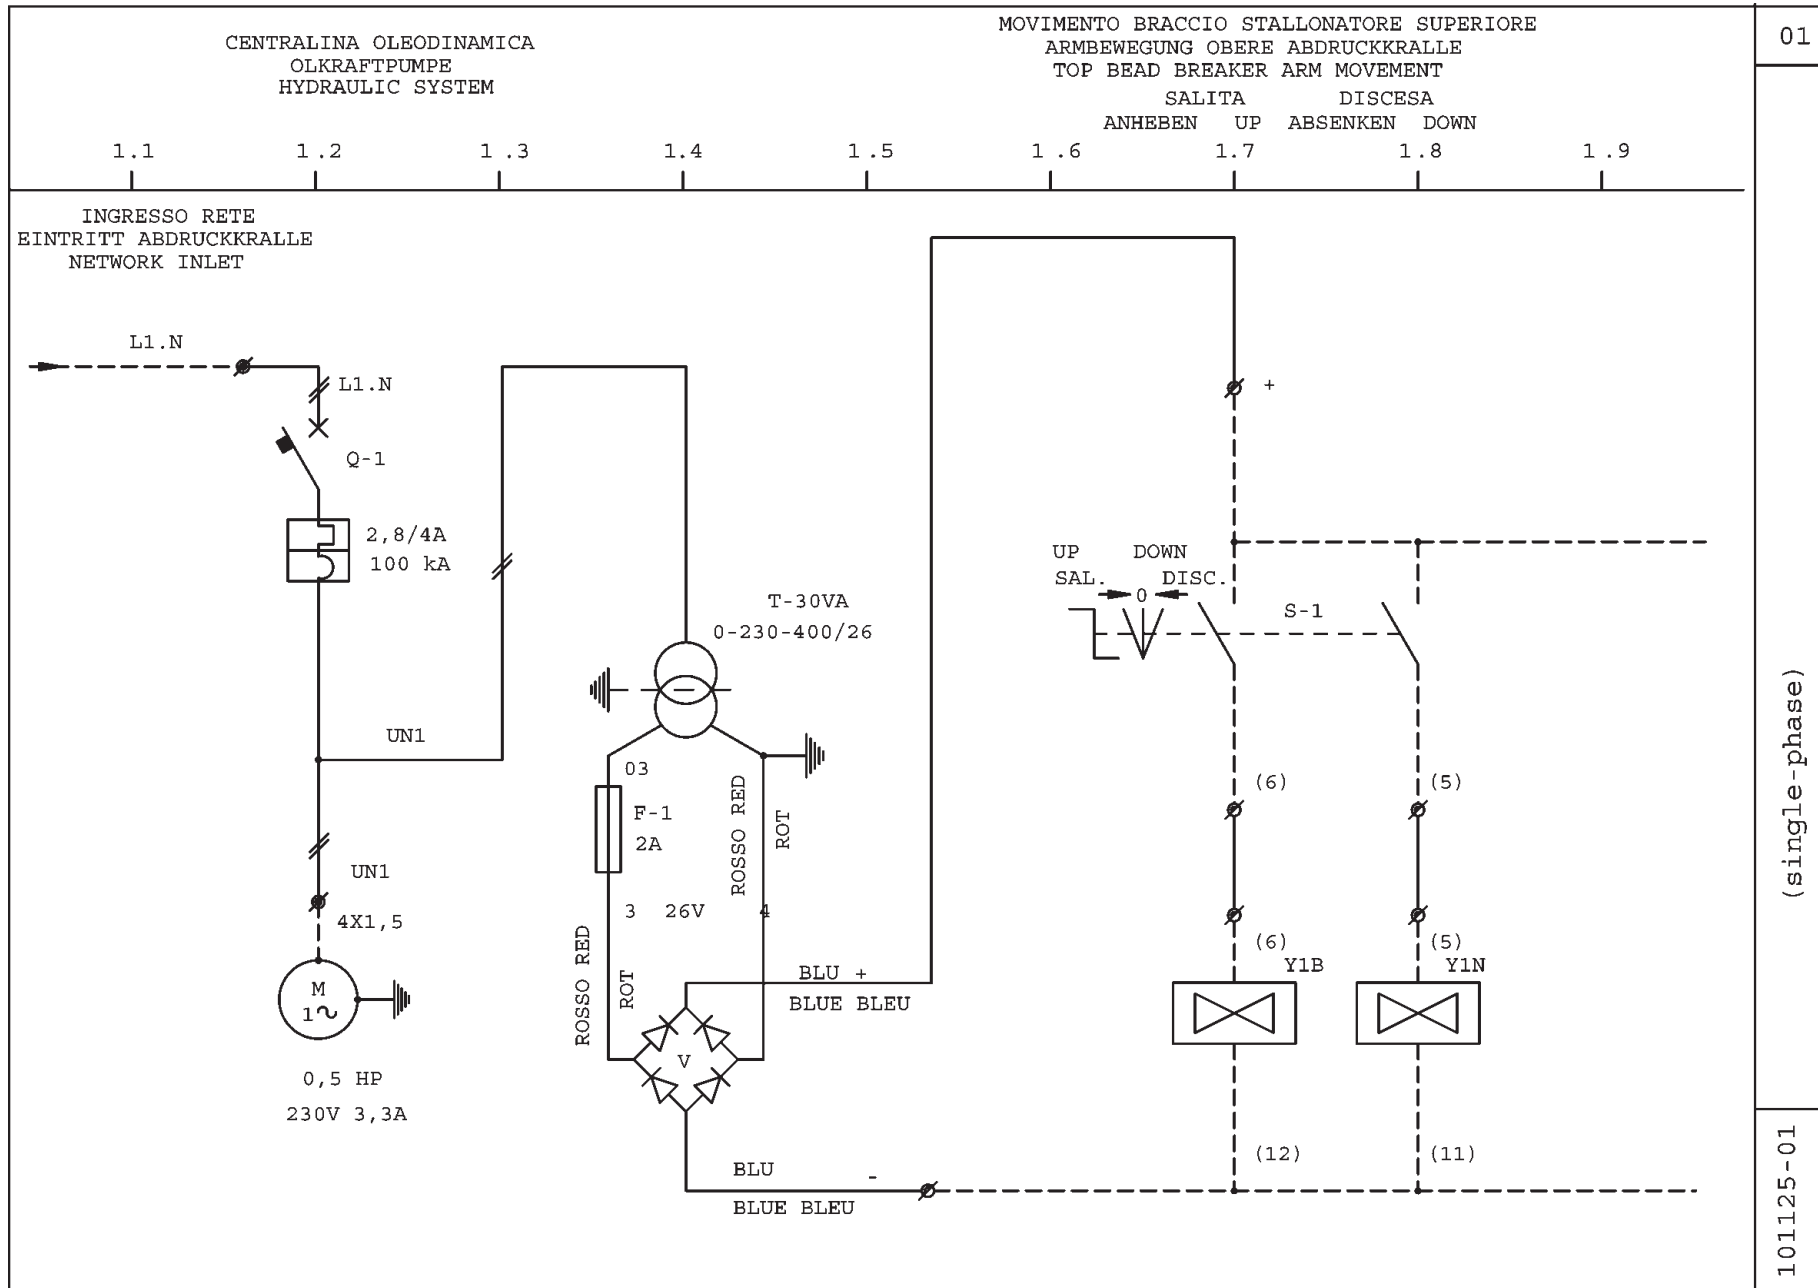 CENTRALINA OLEODINAMICA
OLKRAFTPUMPE
HYDRAULIC SYSTEM
MOVIMENTO BRACCIO STALLONATORE SUPERIORE
ARMBEWEGUNG OBERE ABDRUCKKRALLE
TOP BEAD BREAKER ARM MOVEMENT
SALITA DISCESA
ANHEBEN UP ABSENKEN DOWN
01
1.1 1.2 1.3 1.4 1.5 1.6 1.7 1.8 1.9
INGRESSO RETE
EINTRITT ABDRUCKKRALLE
NETWORK INLET
L1.N
L1.N
Q-1
2,8/4A
100 kA
UN1
UN1
4X1,5
M
1~
0,5 HP
230V 3,3A
T-30VA
0-230-400/26
03
F-1
2A
ROSSO RED
ROT
3 26V 4
ROSSO RED
ROT
BLU +
BLUE BLEU
V
BLU -
BLUE BLEU
+
UP DOWN
SAL. DISC.
0
S-1
(6) (5)
(6) (5)
Y1B Y1N
(12) (11)
(single-phase)
101125-01